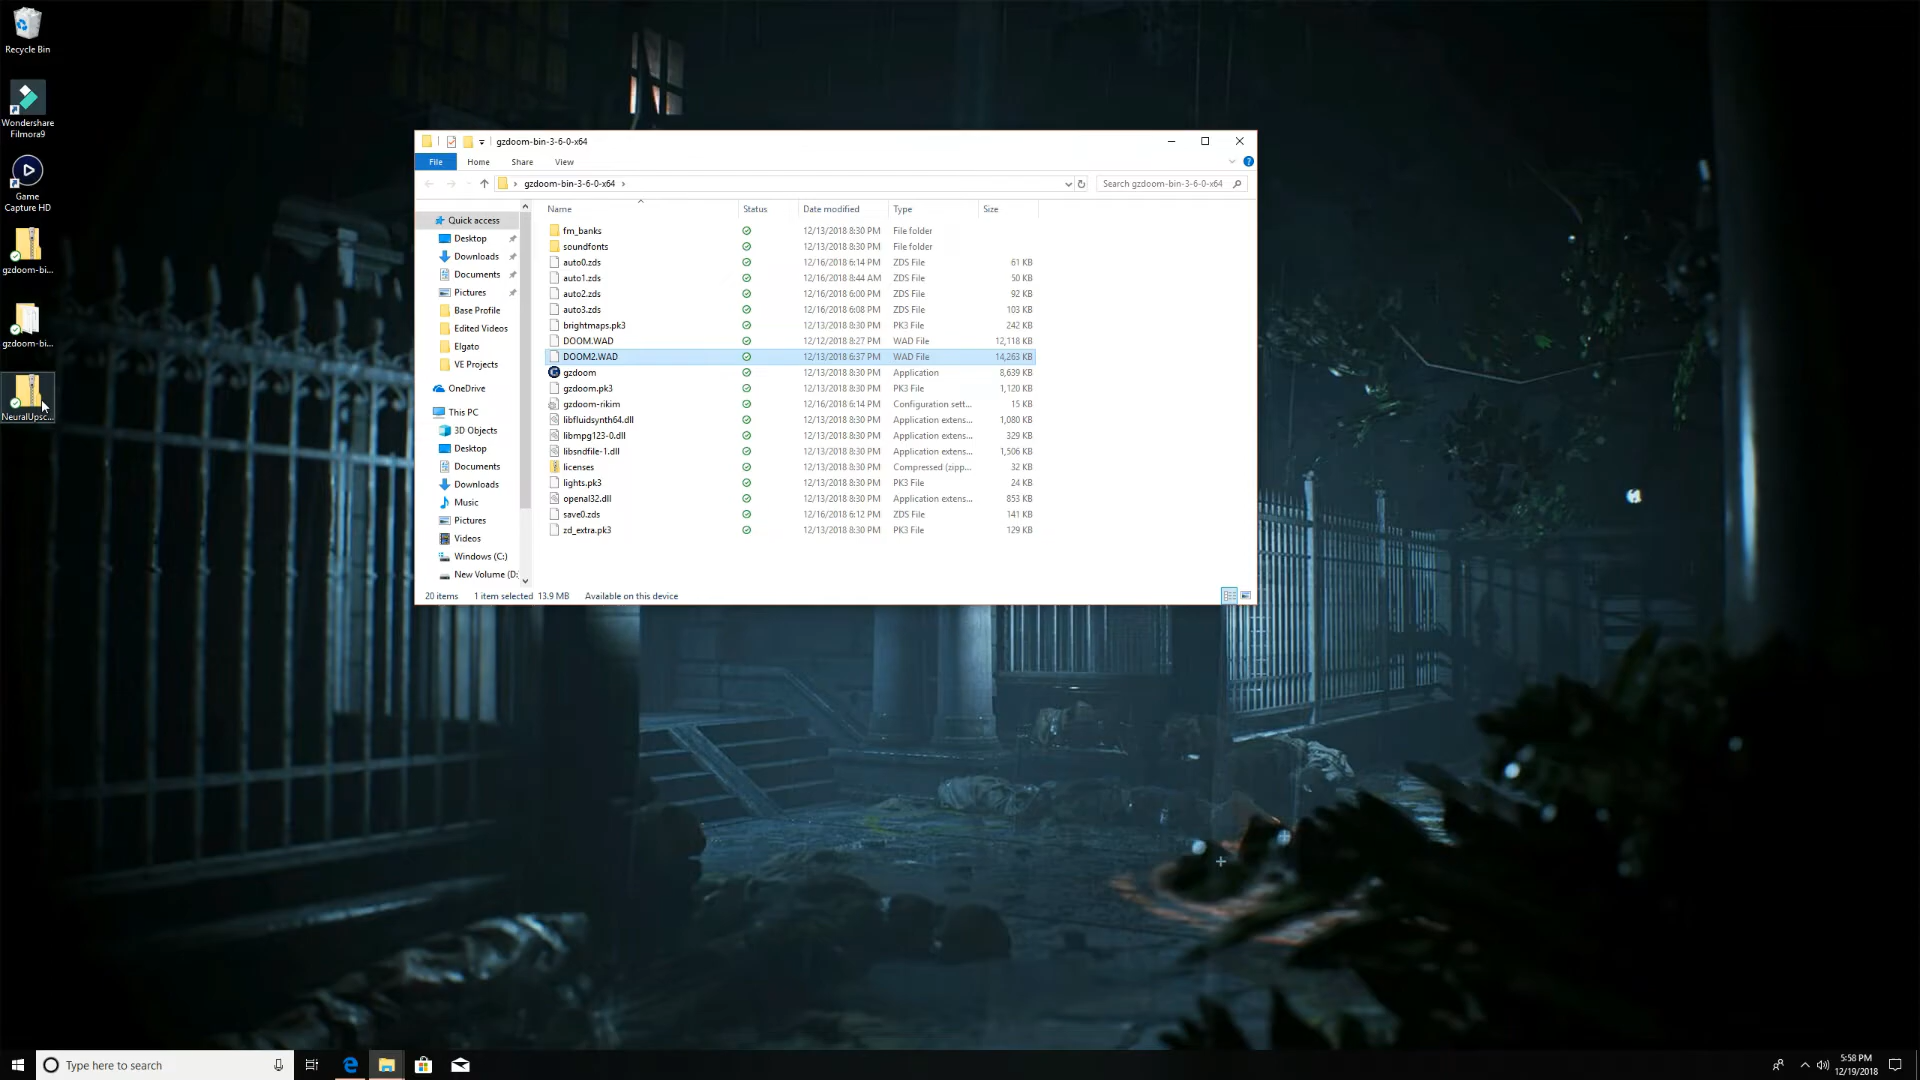 Recycle Bin
Wondershare
Filmora9
Game
Capture HD
gzdoom-bi...
gzdoom-bi...
NeuralUpsc...
gzdoom-bin-3-6-0-x64
File Home Share View
gzdoom-bin-3-6-0-x64
Search gzdoom-bin-3-6-0-x64
Quick access
Desktop
Downloads
Documents
Pictures
Base Profile
Edited Videos
Elgato
VE Projects
OneDrive
This PC
3D Objects
Desktop
Documents
Downloads
Music
Pictures
Videos
Windows (C:)
New Volume (D:
Name Status Date modified Type Size
fm_banks 12/13/2018 8:30 PM File folder
soundfonts 12/13/2018 8:30 PM File folder
auto0.zds 12/16/2018 6:14 PM ZDS File 61 KB
auto1.zds 12/16/2018 8:44 AM ZDS File 50 KB
auto2.zds 12/16/2018 6:00 PM ZDS File 92 KB
auto3.zds 12/16/2018 6:08 PM ZDS File 103 KB
brightmaps.pk3 12/13/2018 8:30 PM PK3 File 242 KB
DOOM.WAD 12/12/2018 8:27 PM WAD File 12,118 KB
DOOM2.WAD 12/13/2018 6:37 PM WAD File 14,263 KB
gzdoom 12/13/2018 8:30 PM Application 8,639 KB
gzdoom.pk3 12/13/2018 8:30 PM PK3 File 1,120 KB
gzdoom-rikim 12/16/2018 6:14 PM Configuration sett... 15 KB
libfluidsynth64.dll 12/13/2018 8:30 PM Application extens... 1,080 KB
libmpg123-0.dll 12/13/2018 8:30 PM Application extens... 329 KB
libsndfile-1.dll 12/13/2018 8:30 PM Application extens... 1,506 KB
licenses 12/13/2018 8:30 PM Compressed (zipp... 32 KB
lights.pk3 12/13/2018 8:30 PM PK3 File 24 KB
openal32.dll 12/13/2018 8:30 PM Application extens... 853 KB
save0.zds 12/16/2018 6:12 PM ZDS File 141 KB
zd_extra.pk3 12/13/2018 8:30 PM PK3 File 129 KB
20 items 1 item selected 13.9 MB Available on this device
Type here to search
5:58 PM
12/19/2018